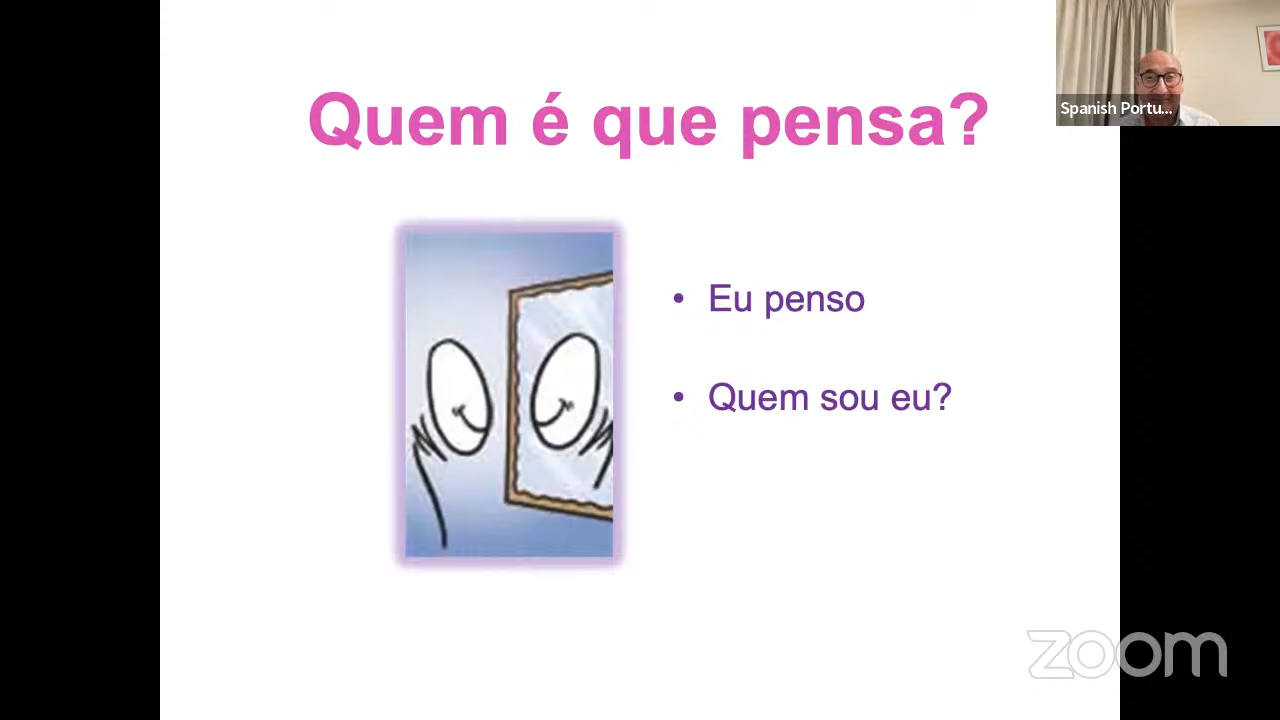 Quem é que pensa?
Spanish Portu...
• Eu penso
• Quem sou eu?
zoom